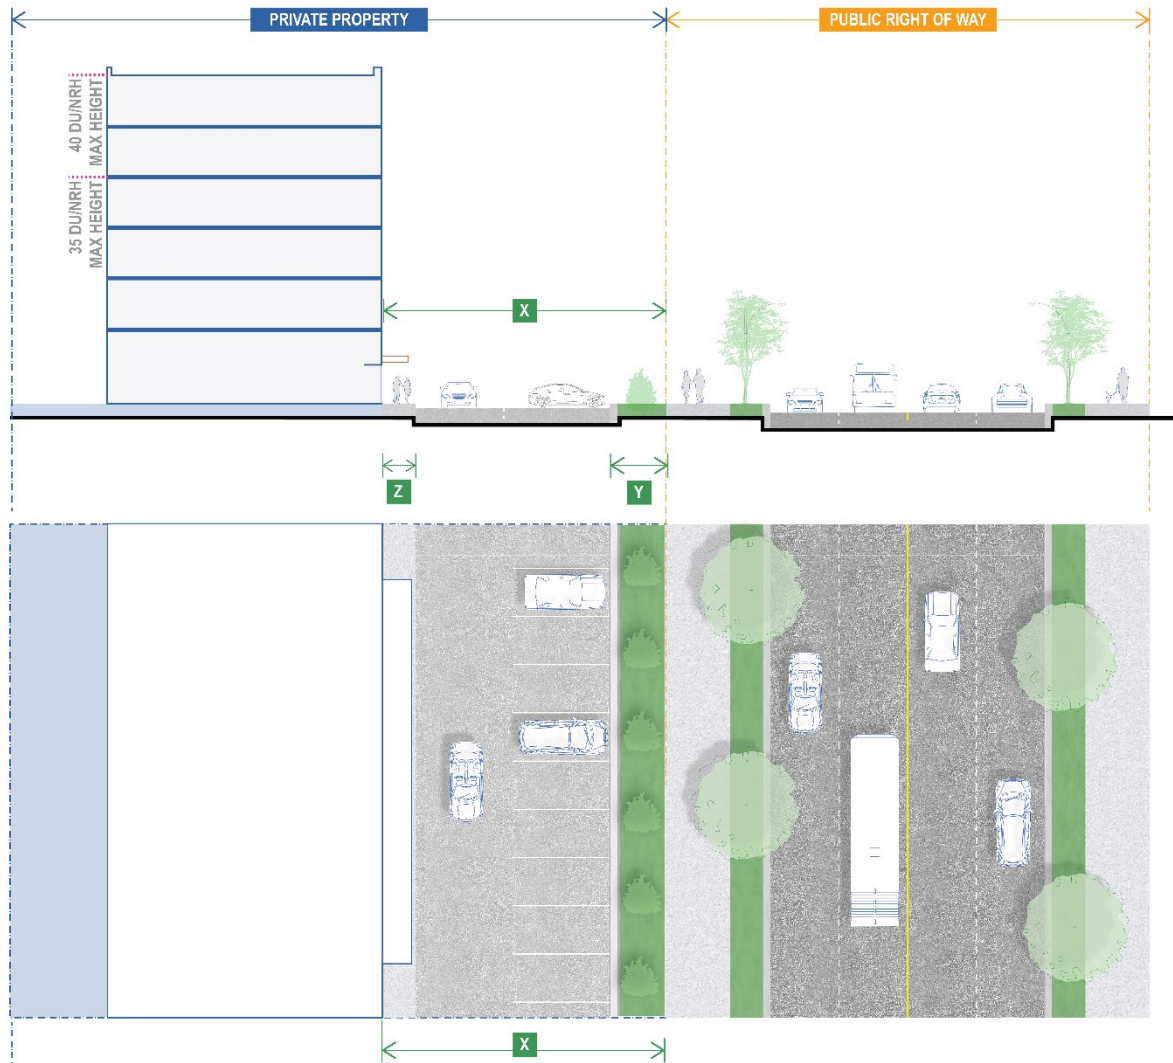 PRIVATE PROPERTY
PUBLIC RIGHT OF WAY
40 DU/NRH
MAX HEIGHT
35 DU/NRH
MAX HEIGHT
X
Z
Y
X